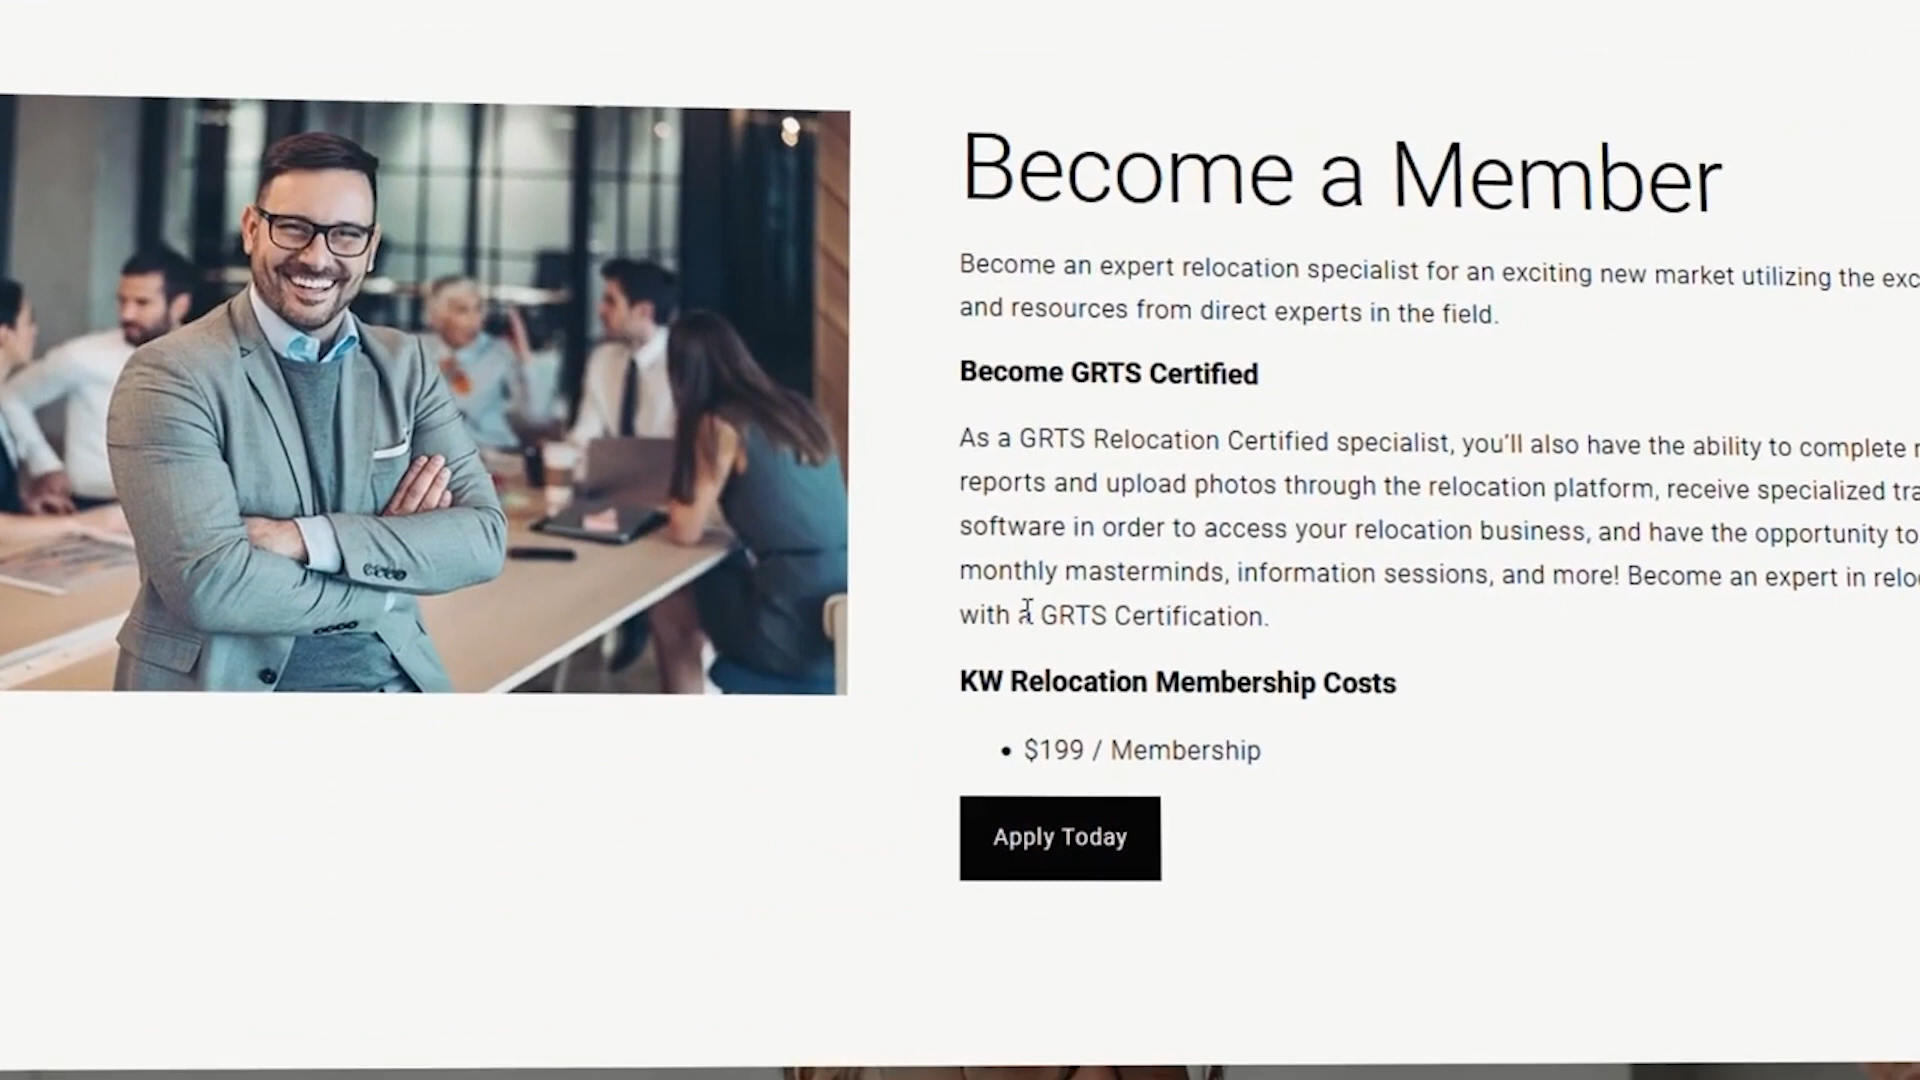 Become a Member
Become an expert relocation specialist for an exciting new market utilizing the
and resources from direct experts in the field.
Become GRTS Certified
As a GRTS Relocation Certified specialist, you'll also have the ability to complete
reports and upload photos through the relocation platform, receive specialized
software in order to access your relocation business, and have the opportunity to
monthly masterminds, information sessions, and more! Become an expert in
with a GRTS Certification.
KW Relocation Membership Costs
• $199 / Membership
Apply Today